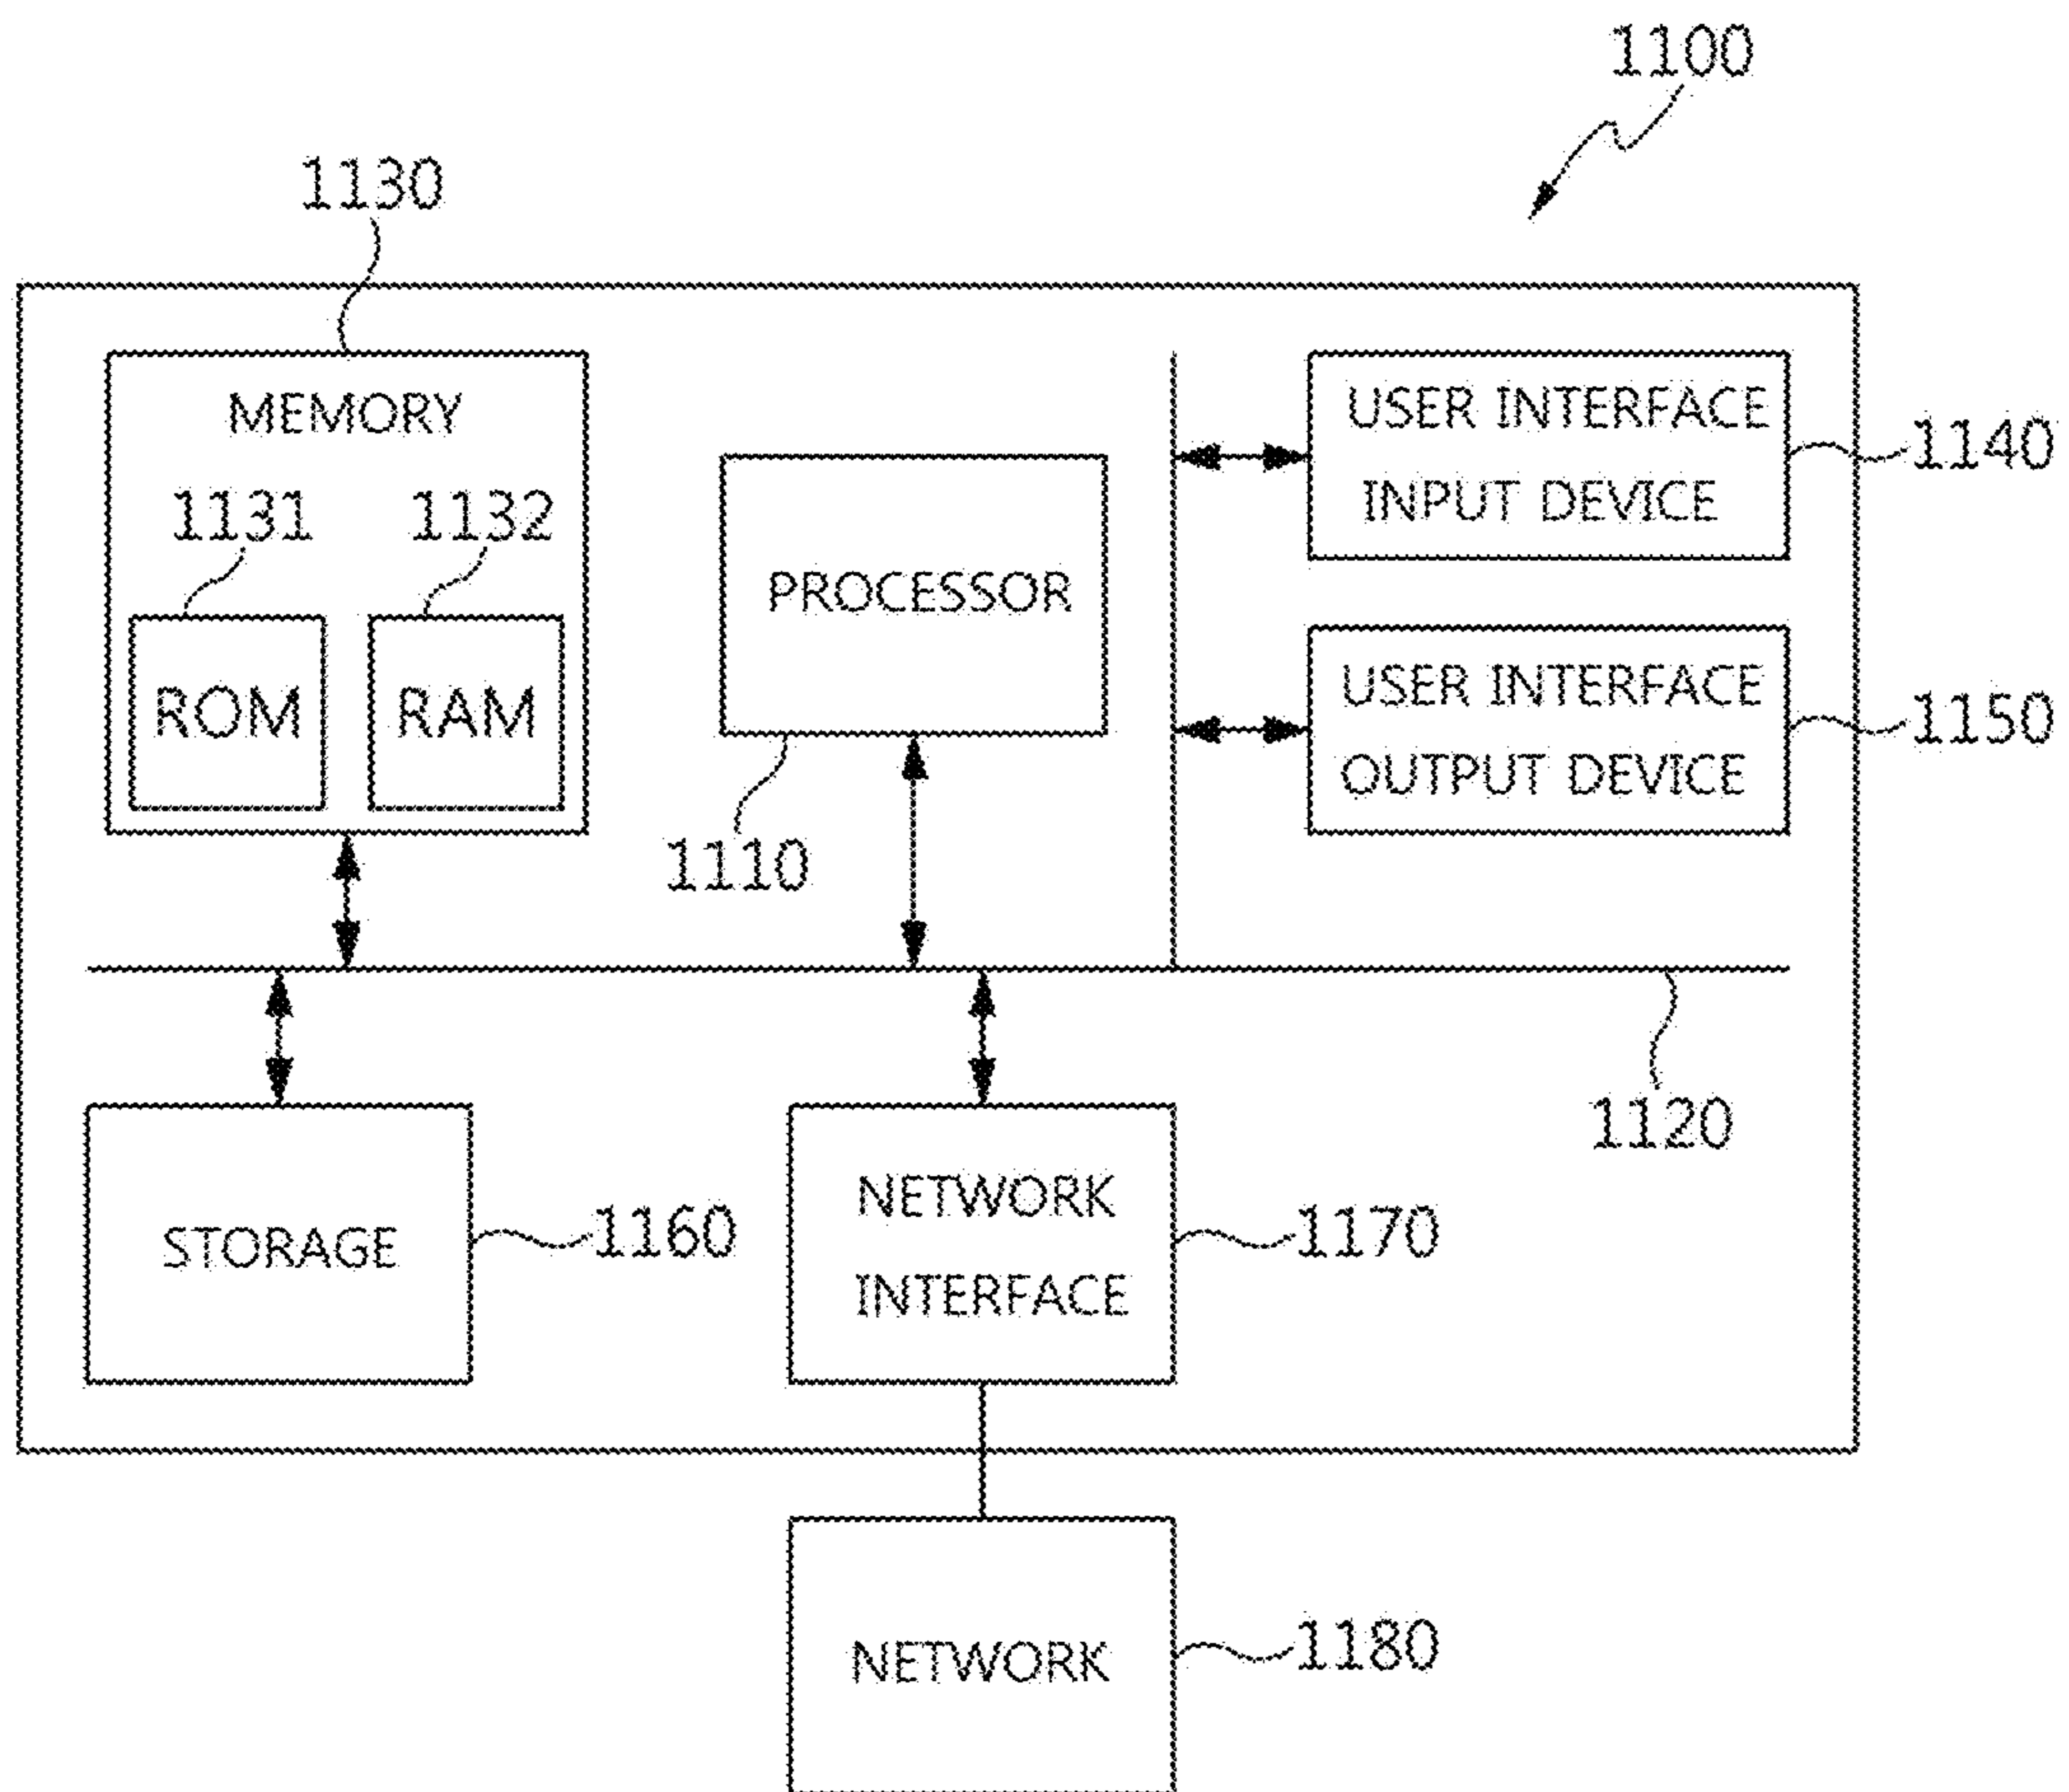 1100
1130
MEMORY
1131
1132
ROM
RAM
PROCESSOR
1110
USER INTERFACE
INPUT DEVICE
1140
USER INTERFACE
OUTPUT DEVICE
1150
1120
STORAGE
1160
NETWORK
INTERFACE
1170
NETWORK
1180